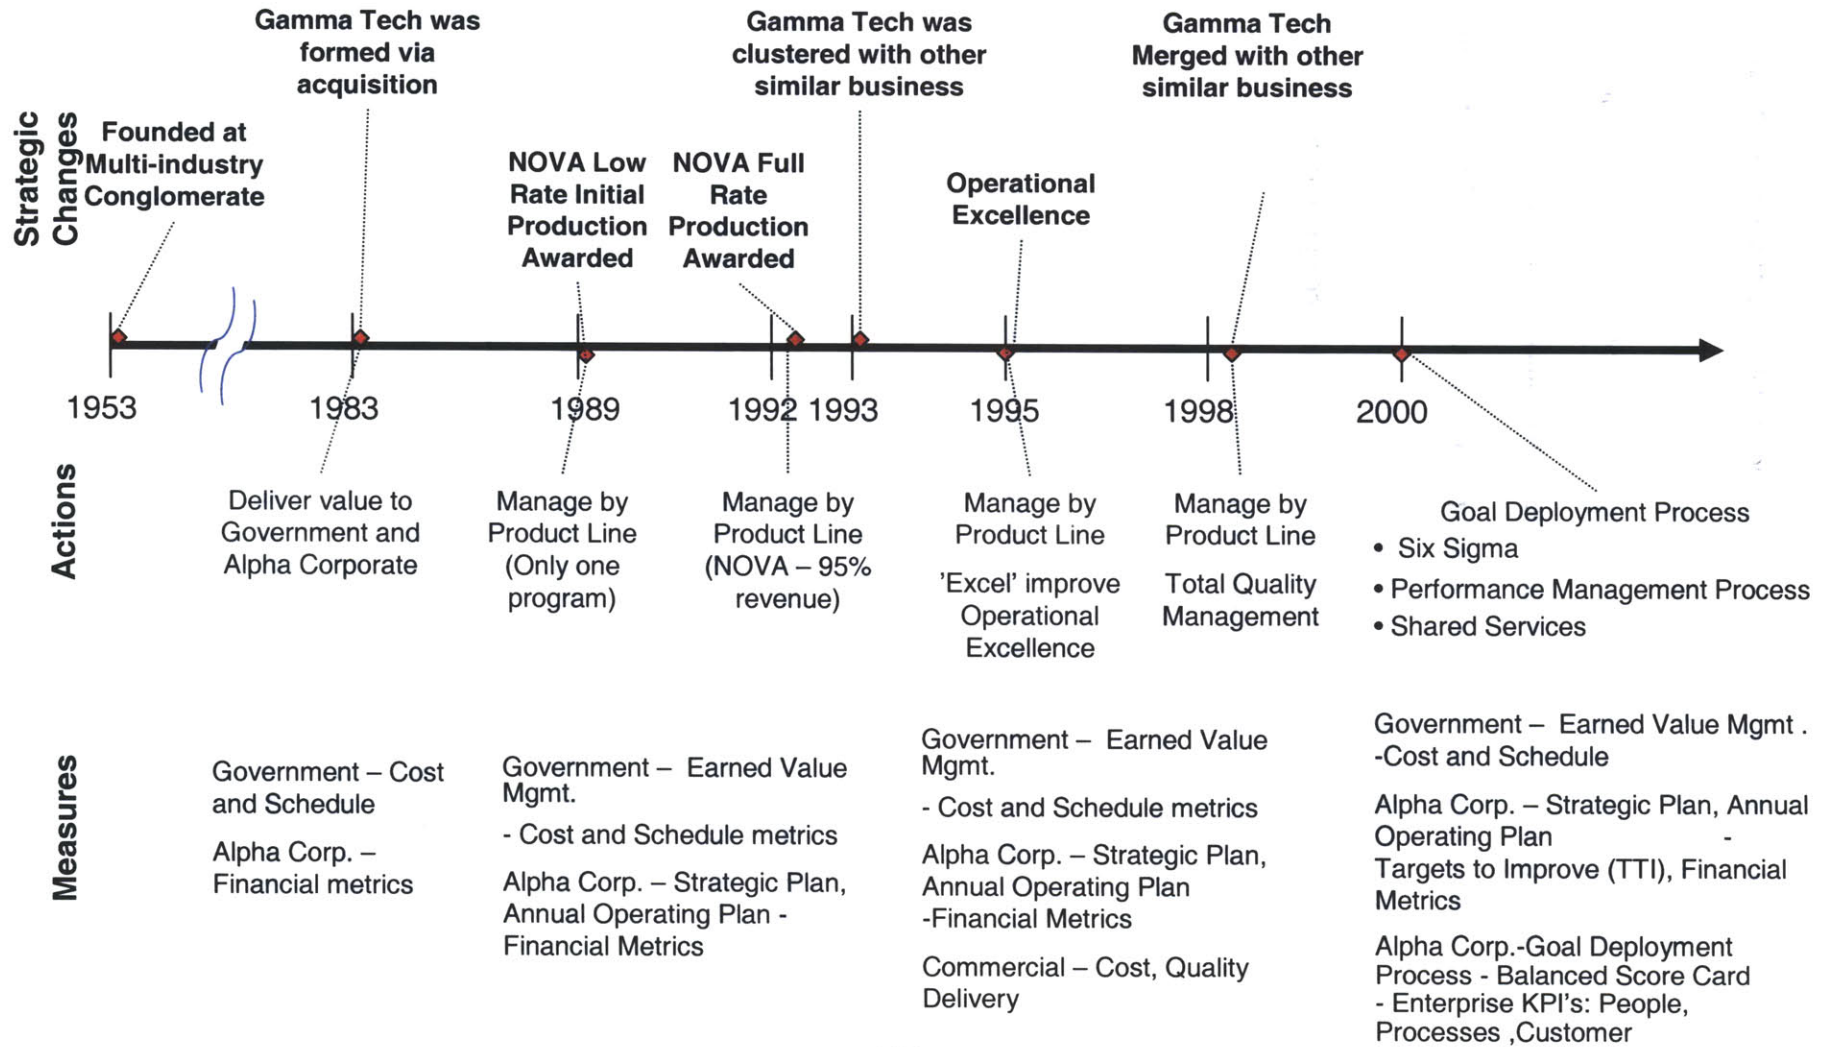 Gamma Tech was
formed via
acquisition
Gamma Tech was
clustered with other
similar business
Gamma Tech
Merged with other
similar business
Strategic
Changes
Founded at
Multi-industry
Conglomerate
NOVA Low
Rate Initial
Production
Awarded
NOVA Full
Rate
Production
Awarded
Operational
Excellence
1953
1983
1989
1992
1993
1995
1998
2000
Actions
Deliver value to
Government and
Alpha Corporate
Manage by
Product Line
(Only one
program)
Manage by
Product Line
(NOVA – 95%
revenue)
Manage by
Product Line
'Excel' improve
Operational
Excellence
Manage by
Product Line
Total Quality
Management
Goal Deployment Process
• Six Sigma
• Performance Management Process
• Shared Services
Measures
Government – Cost
and Schedule
Alpha Corp. –
Financial metrics
Government – Earned Value
Mgmt.
- Cost and Schedule metrics
Alpha Corp. – Strategic Plan,
Annual Operating Plan -
Financial Metrics
Government – Earned Value
Mgmt.
- Cost and Schedule metrics
Alpha Corp. – Strategic Plan,
Annual Operating Plan
-Financial Metrics
Commercial – Cost, Quality
Delivery
Government – Earned Value Mgmt .
-Cost and Schedule
Alpha Corp. – Strategic Plan, Annual
Operating Plan -
Targets to Improve (TTI), Financial
Metrics
Alpha Corp.-Goal Deployment
Process - Balanced Score Card
- Enterprise KPI's: People,
Processes ,Customer